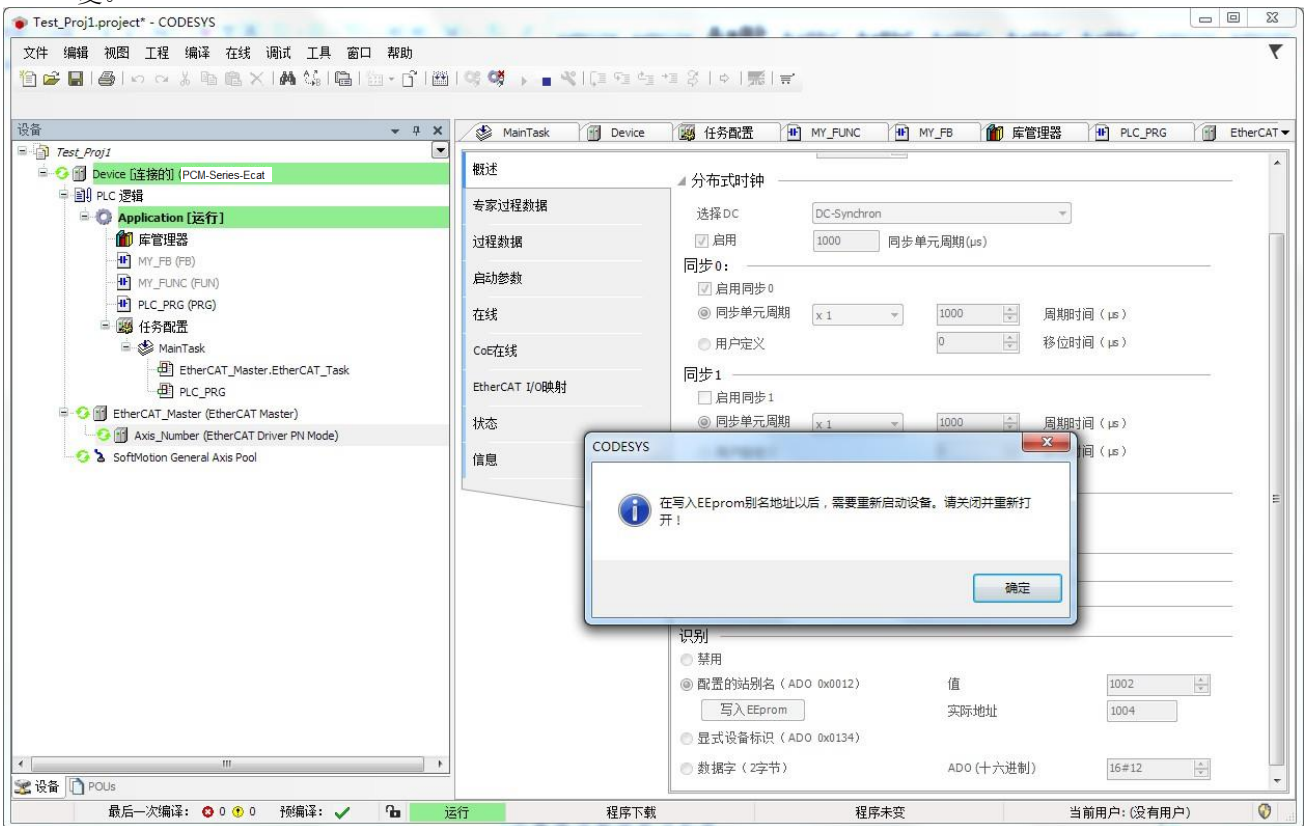 变。
Test_Proj1.project* - CODESYS
文件 编辑 视图 工程 编译 在线 调试 工具 窗口 帮助
设备
Test_Proj1
Device [连接的] (PCM-Series-Ecat
PLC 逻辑
Application [运行]
库管理器
MY_FB (FB)
MY_FUNC (FUN)
PLC_PRG (PRG)
任务配置
MainTask
EtherCAT_Master.EtherCAT_Task
PLC_PRG
EtherCAT_Master (EtherCAT Master)
Axis_Number (EtherCAT Driver PN Mode)
SoftMotion General Axis Pool
设备 POUs
MainTask Device 任务配置 MY_FUNC MY_FB 库管理器 PLC_PRG EtherCAT
概述
专家过程数据
过程数据
启动参数
在线
CoE在线
EtherCAT I/O映射
状态
信息
分布式时钟
选择DC DC-Synchron
启用 1000 同步单元周期(μs)
同步0:
启用同步0
同步单元周期 x 1 1000 周期时间(μs)
用户定义 0 移位时间(μs)
同步1
启用同步1
同步单元周期 x 1 1000 周期时间(μs)
时间(μs)
CODESYS
在写入EEprom别名地址以后,需要重新启动设备。请关闭并重新打
开!
确定
识别
禁用
配置的站别名(ADO 0x0012) 值 1002
写入EEprom 实际地址 1004
显式设备标识(ADO 0x0134)
数据字(2字节) ADO(十六进制) 16#12
最后一次编译: 0 0 预编译: 运行 程序下载 程序未变 当前用户:(没有用户)